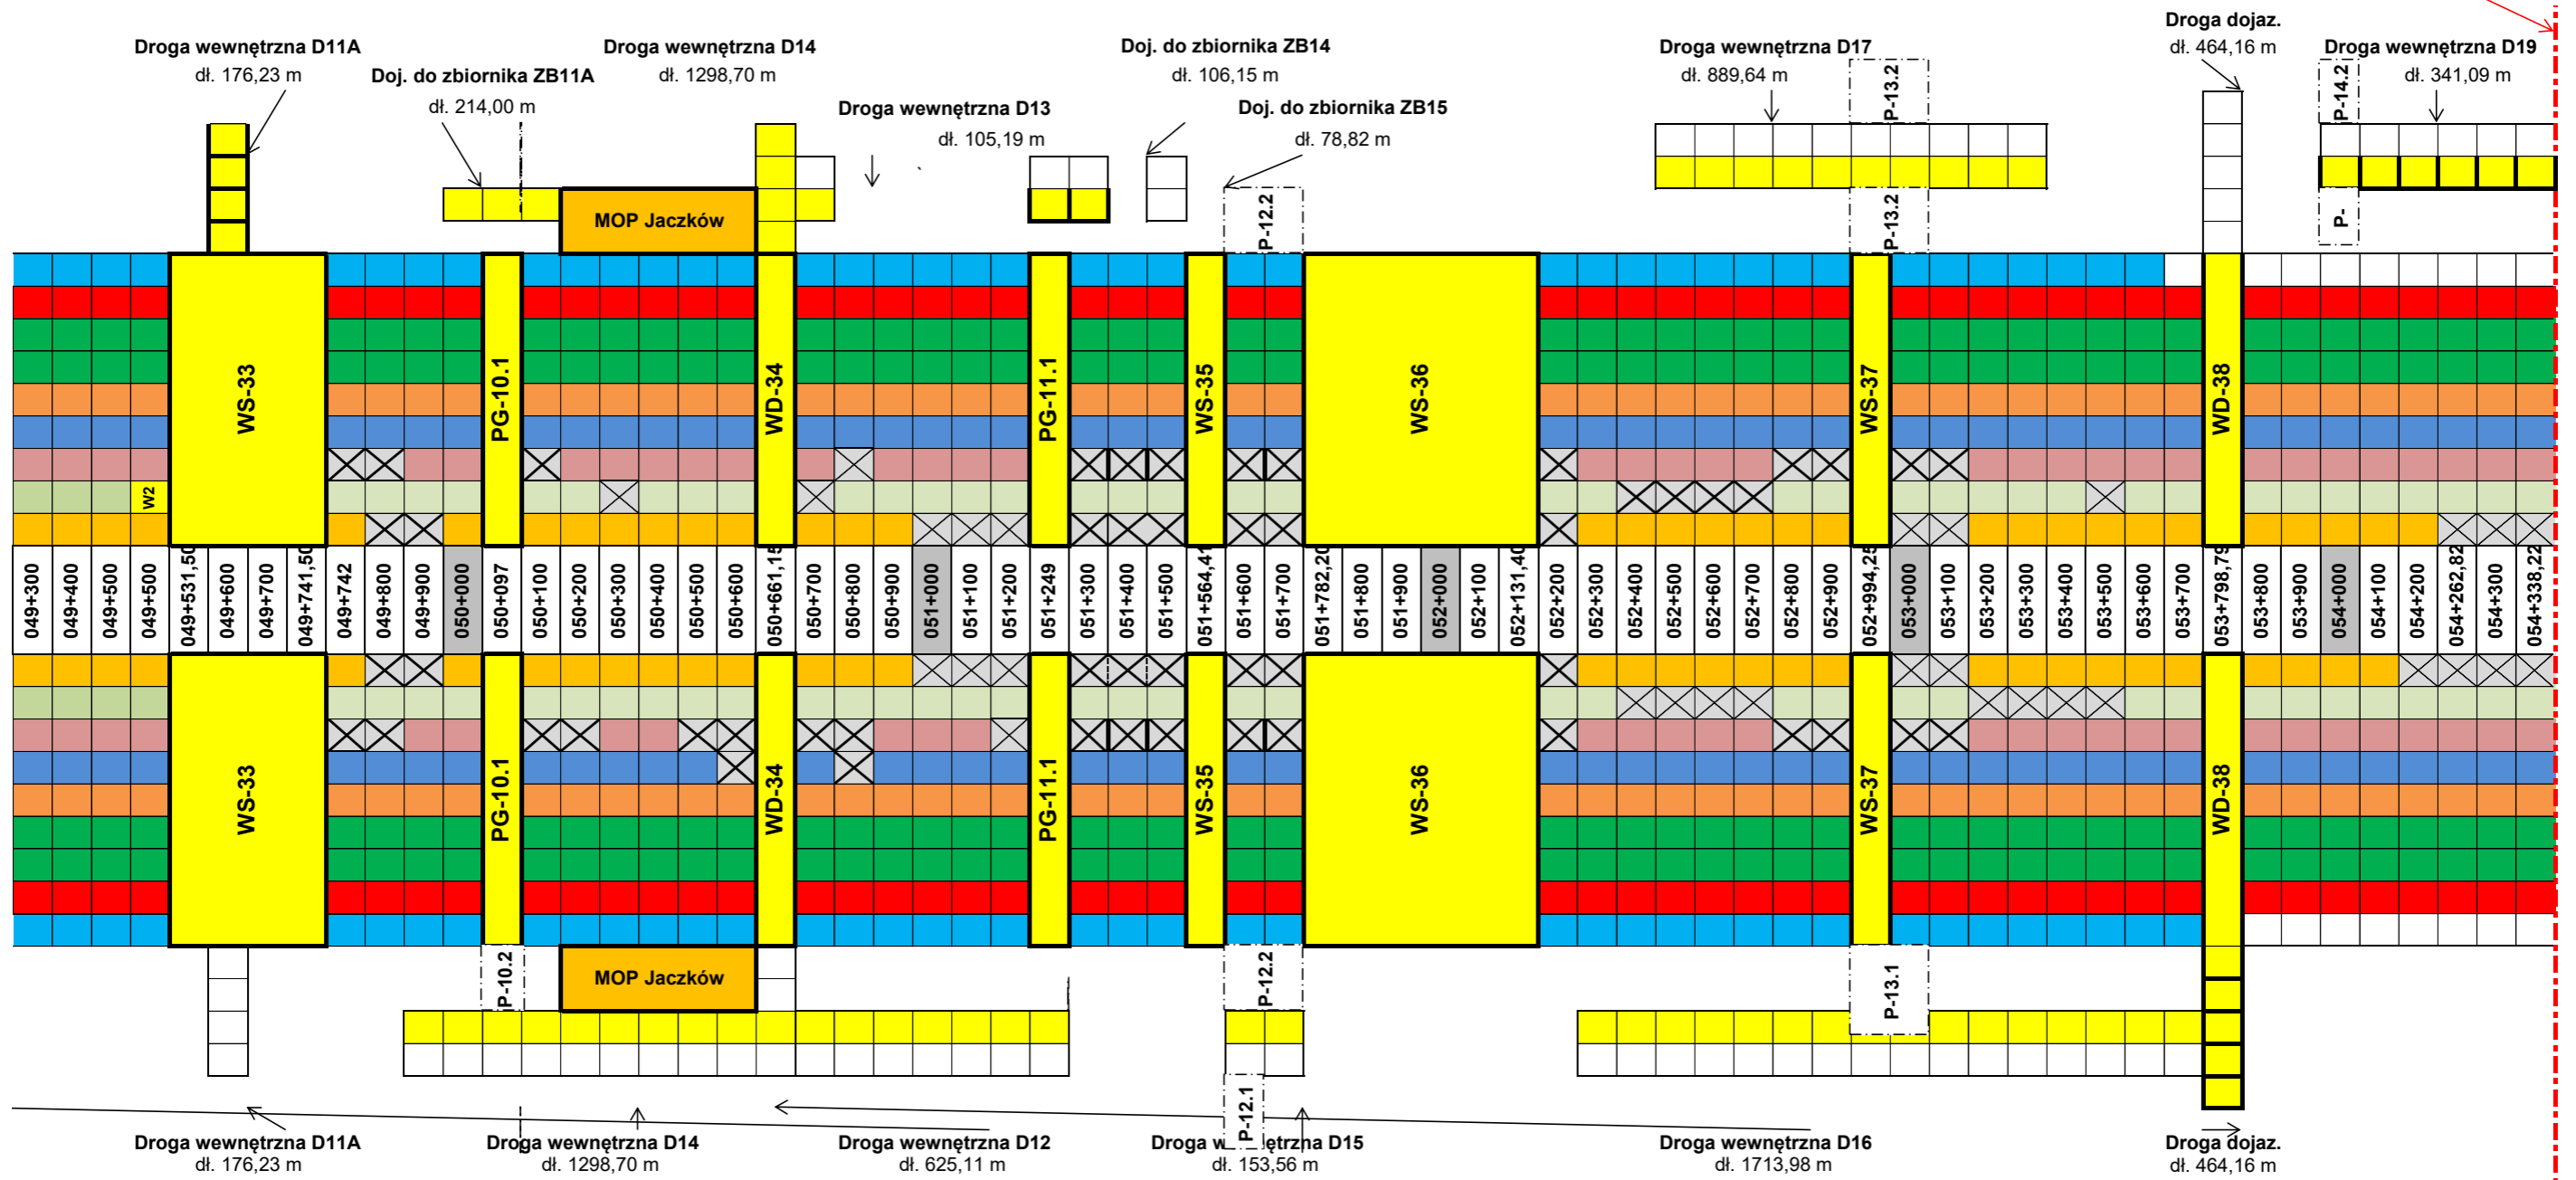 Droga dojaz.
dł. 464,16 m
Droga wewnętrzna D11A
dł. 176,23 m
Doj. do zbiornika ZB11A
dł. 214,00 m
Droga wewnętrzna D14
dł. 1298,70 m
Droga wewnętrzna D13
dł. 105,19 m
Doj. do zbiornika ZB14
dł. 106,15 m
Doj. do zbiornika ZB15
dł. 78,82 m
Droga wewnętrzna D17
dł. 889,64 m
P-13.2
P-14.2
Droga wewnętrzna D19
dł. 341,09 m
MOP Jaczków
P-12.2
P-13.2
P-
WS-33
PG-10.1
WD-34
PG-11.1
WS-35
WS-36
WS-37
WD-38
W2
049+300
049+400
049+500
049+500
049+531,50
049+600
049+700
049+741,50
049+742
049+800
049+900
050+000
050+097
050+100
050+200
050+300
050+400
050+500
050+600
050+661,15
050+700
050+800
050+900
051+000
051+100
051+200
051+249
051+300
051+400
051+500
051+564,41
051+600
051+700
051+782,20
051+800
051+900
052+000
052+100
052+131,40
052+200
052+300
052+400
052+500
052+600
052+700
052+800
052+900
052+994,25
053+000
053+100
053+200
053+300
053+400
053+500
053+600
053+700
053+798,79
053+800
053+900
054+000
054+100
054+200
054+262,82
054+300
054+338,22
WS-33
PG-10.1
WD-34
PG-11.1
WS-35
WS-36
WS-37
WD-38
P-10.2
MOP Jaczków
P-12.2
P-13.1
P-12.1
Droga wewnętrzna D11A
dł. 176,23 m
Droga wewnętrzna D14
dł. 1298,70 m
Droga wewnętrzna D12
dł. 625,11 m
Droga wewnętrzna D15
dł. 153,56 m
Droga wewnętrzna D16
dł. 1713,98 m
Droga dojaz.
dł. 464,16 m